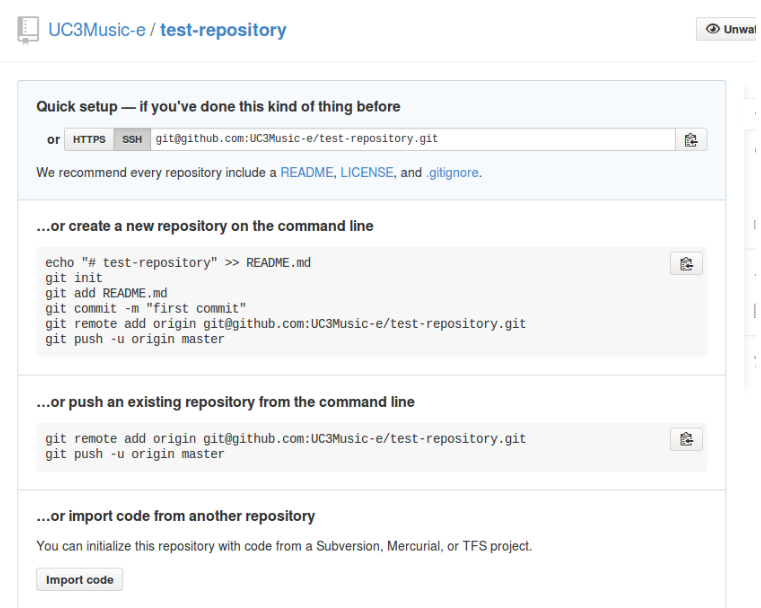 UC3Music-e / test-repository
Unwat
Quick setup — if you've done this kind of thing before
or HTTPS SSH git@github.com:UC3Music-e/test-repository.git
We recommend every repository include a README, LICENSE, and .gitignore.
…or create a new repository on the command line
echo "# test-repository" >> README.md
git init
git add README.md
git commit -m "first commit"
git remote add origin git@github.com:UC3Music-e/test-repository.git
git push -u origin master
…or push an existing repository from the command line
git remote add origin git@github.com:UC3Music-e/test-repository.git
git push -u origin master
…or import code from another repository
You can initialize this repository with code from a Subversion, Mercurial, or TFS project.
Import code